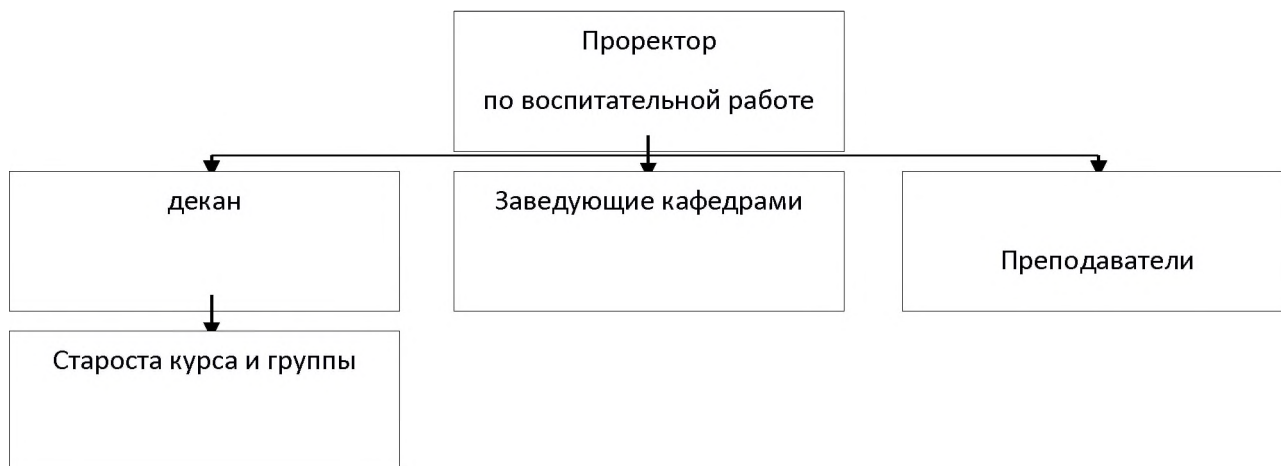 Проректор
по воспитательной работе
декан
Заведующие кафедрами
Преподаватели
Староста курса и группы